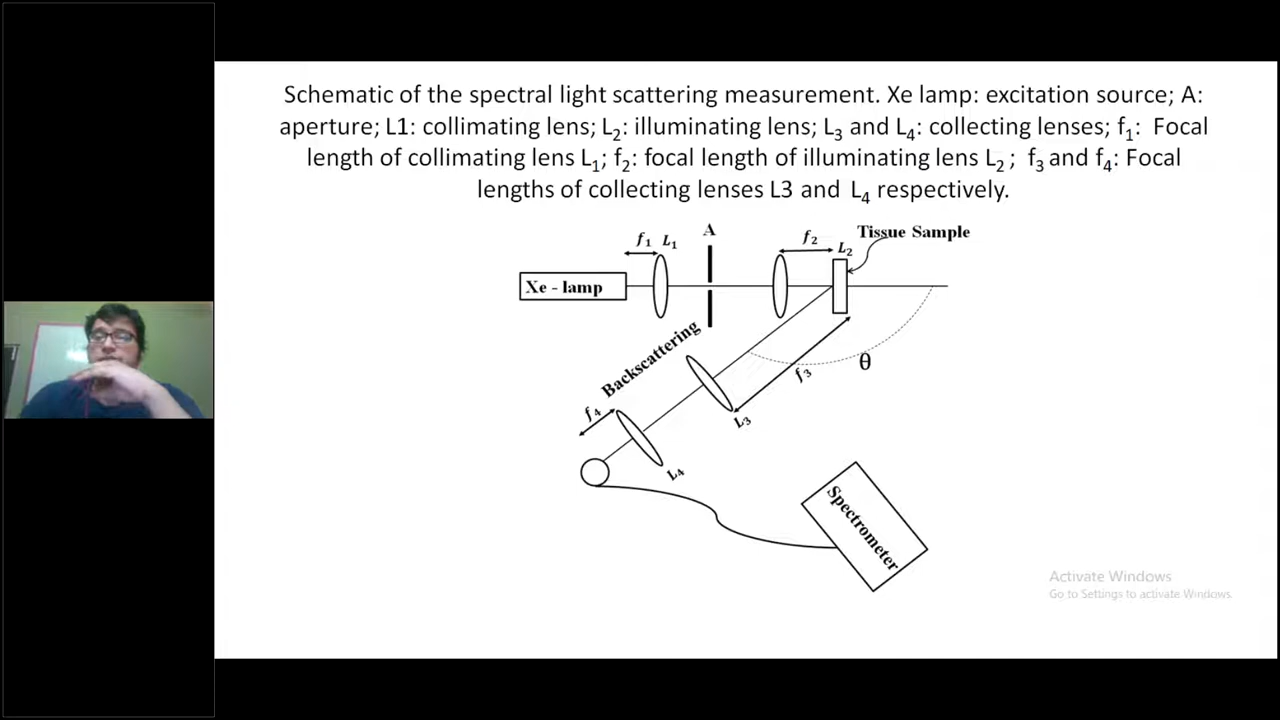 Schematic of the spectral light scattering measurement. Xe lamp: excitation source; A:
aperture; L1: collimating lens; L₂: illuminating lens; L₃ and L₄: collecting lenses; f₁: Focal
length of collimating lens L₁; f₂: focal length of illuminating lens L₂ ; f₃ and f₄: Focal
lengths of collecting lenses L3 and L₄ respectively.
A
Tissue Sample
f₁ L₁
f₂
L₂
Xe - lamp
Backscattering
θ
f₃
f₄
L₃
L₄
Spectrometer
Activate Windows
Go to Settings to activate Windows.